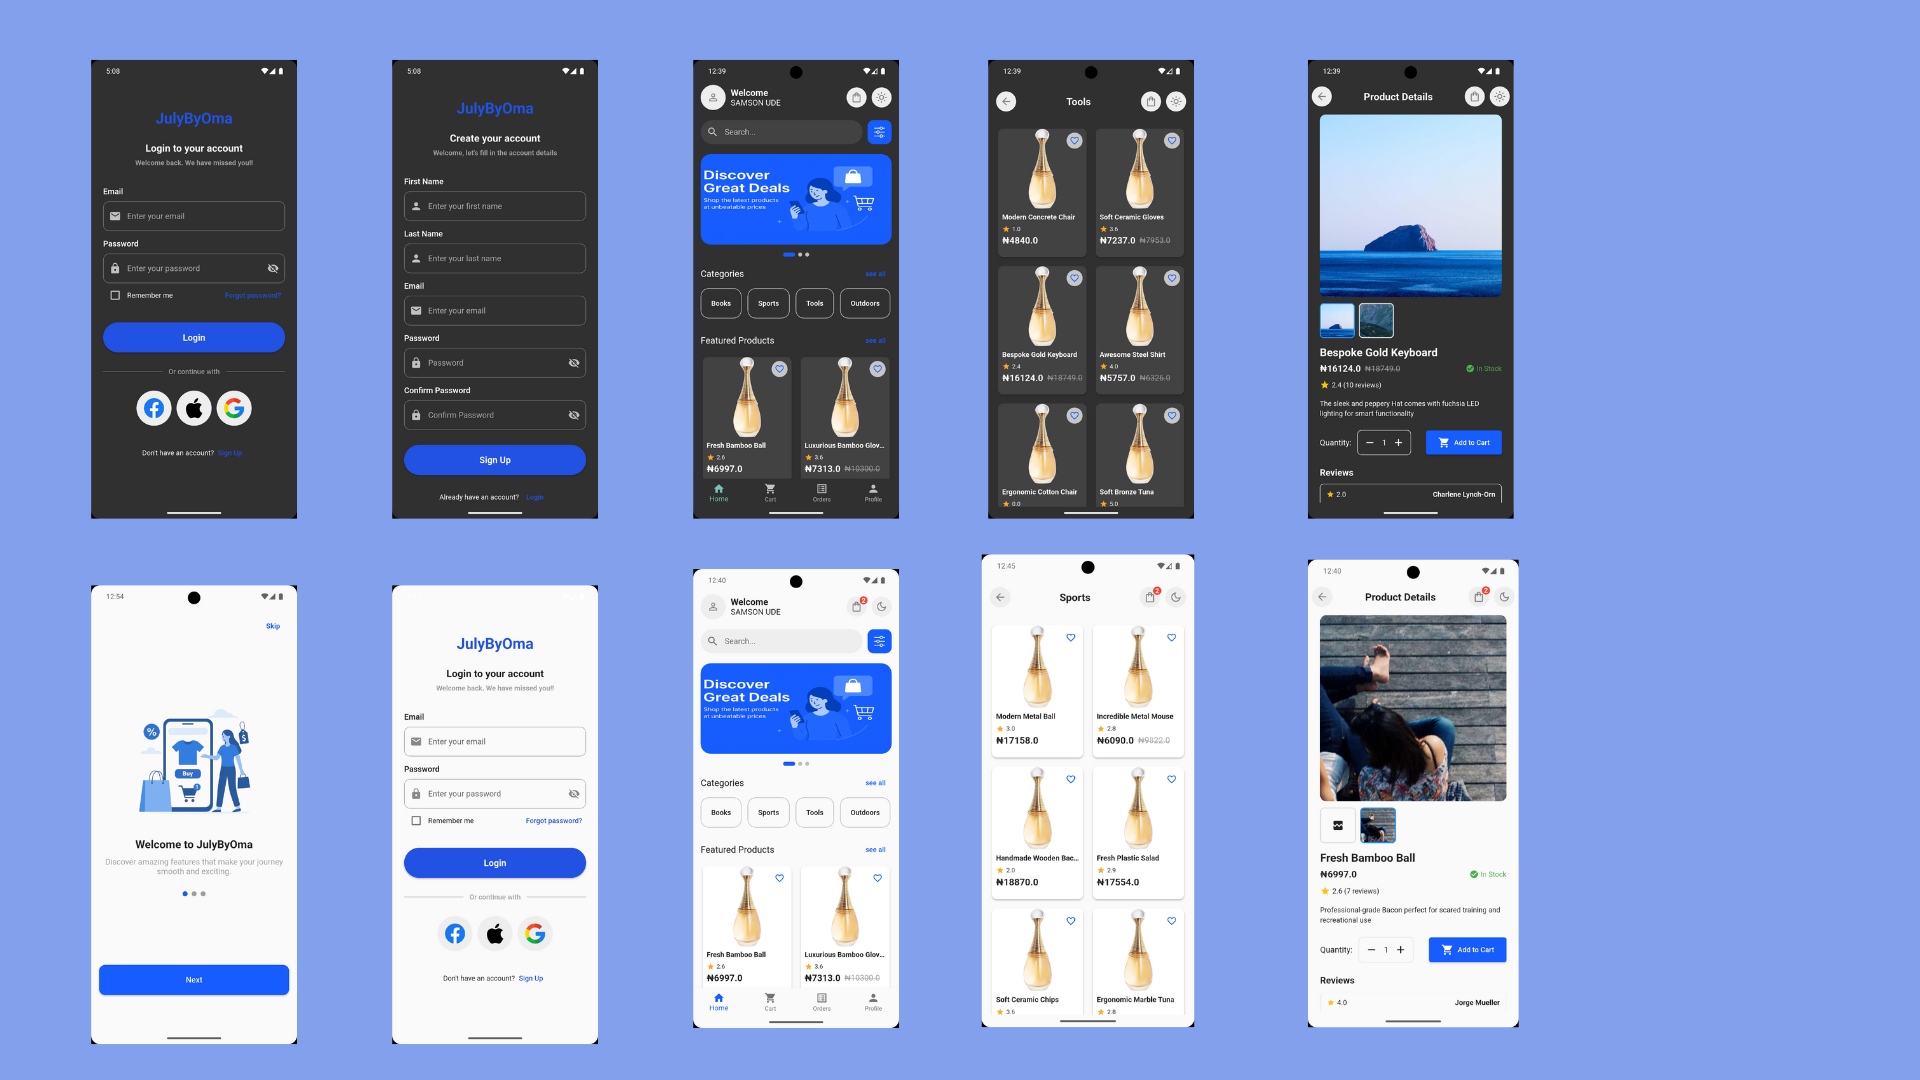 5:08
JulyByOma
Login to your account
Welcome back. We have missed you!!
Email
Enter your email
Password
Enter your password
Remember me
Forgot password?
Login
Or continue with
Don't have an account? Sign Up
5:08
JulyByOma
Create your account
Welcome, let's fill in the account details
First Name
Enter your first name
Last Name
Enter your last name
Email
Enter your email
Password
Password
Confirm Password
Confirm Password
Sign Up
Already have an account? Login
12:39
Welcome
SAMSON UDE
Search...
Discover
Great Deals
Shop the latest products
at unbeatable prices
Categories
see all
Books
Sports
Tools
Outdoors
Featured Products
see all
Fresh Bamboo Ball
2.6
₦6997.0
Luxurious Bamboo Glov...
3.6
₦7313.0 ₦10300.0
Home
Cart
Orders
Profile
12:39
Tools
Modern Concrete Chair
1.0
₦4840.0
Soft Ceramic Gloves
3.6
₦7237.0 ₦7953.0
Bespoke Gold Keyboard
2.4
₦16124.0 ₦18749.0
Awesome Steel Shirt
4.0
₦5757.0 ₦6326.0
Ergonomic Cotton Chair
0.0
Soft Bronze Tuna
5.0
12:39
Product Details
Bespoke Gold Keyboard
₦16124.0 ₦18749.0
In Stock
2.4 (10 reviews)
The sleek and peppery Hat comes with fuchsia LED
lighting for smart functionality
Quantity:
1
Add to Cart
Reviews
2.0
Charlene Lynch-Orn
12:54
Skip
%
$
Buy
Welcome to JulyByOma
Discover amazing features that make your journey
smooth and exciting.
Next
JulyByOma
Login to your account
Welcome back. We have missed you!!
Email
Enter your email
Password
Enter your password
Remember me
Forgot password?
Login
Or continue with
Don't have an account? Sign Up
12:40
Welcome
SAMSON UDE
2
Search...
Discover
Great Deals
Shop the latest products
at unbeatable prices
Categories
see all
Books
Sports
Tools
Outdoors
Featured Products
see all
Fresh Bamboo Ball
2.6
₦6997.0
Luxurious Bamboo Glov...
3.6
₦7313.0 ₦10300.0
Home
Cart
Orders
Profile
12:45
Sports
2
Modern Metal Ball
3.0
₦17158.0
Incredible Metal Mouse
2.8
₦6090.0 ₦9822.0
Handmade Wooden Bac...
2.0
₦18870.0
Fresh Plastic Salad
2.9
₦17554.0
Soft Ceramic Chips
3.6
Ergonomic Marble Tuna
2.8
12:40
Product Details
2
Fresh Bamboo Ball
₦6997.0
In Stock
2.6 (7 reviews)
Professional-grade Bacon perfect for scared training and
recreational use
Quantity:
1
Add to Cart
Reviews
4.0
Jorge Mueller